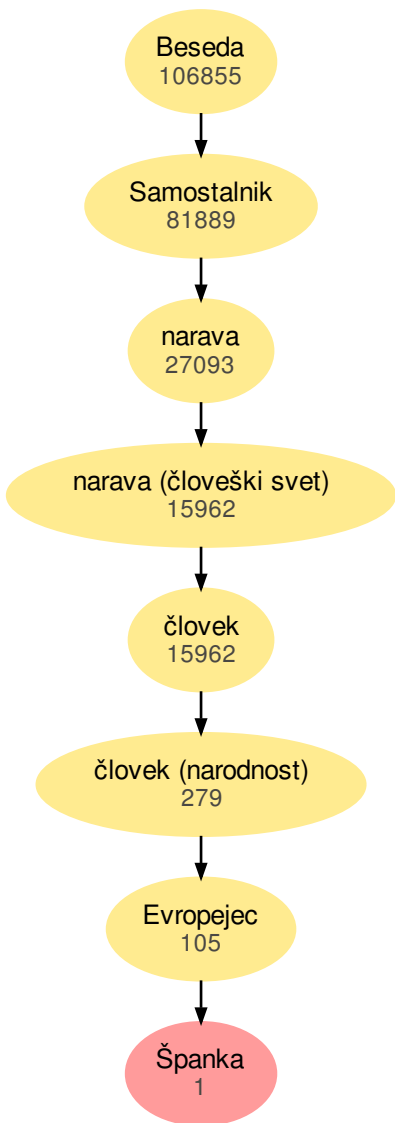 Beseda
106855
Samostalnik
81889
narava
27093
narava (človeški svet)
15962
človek
15962
človek (narodnost)
279
Evropejec
105
Španka
1